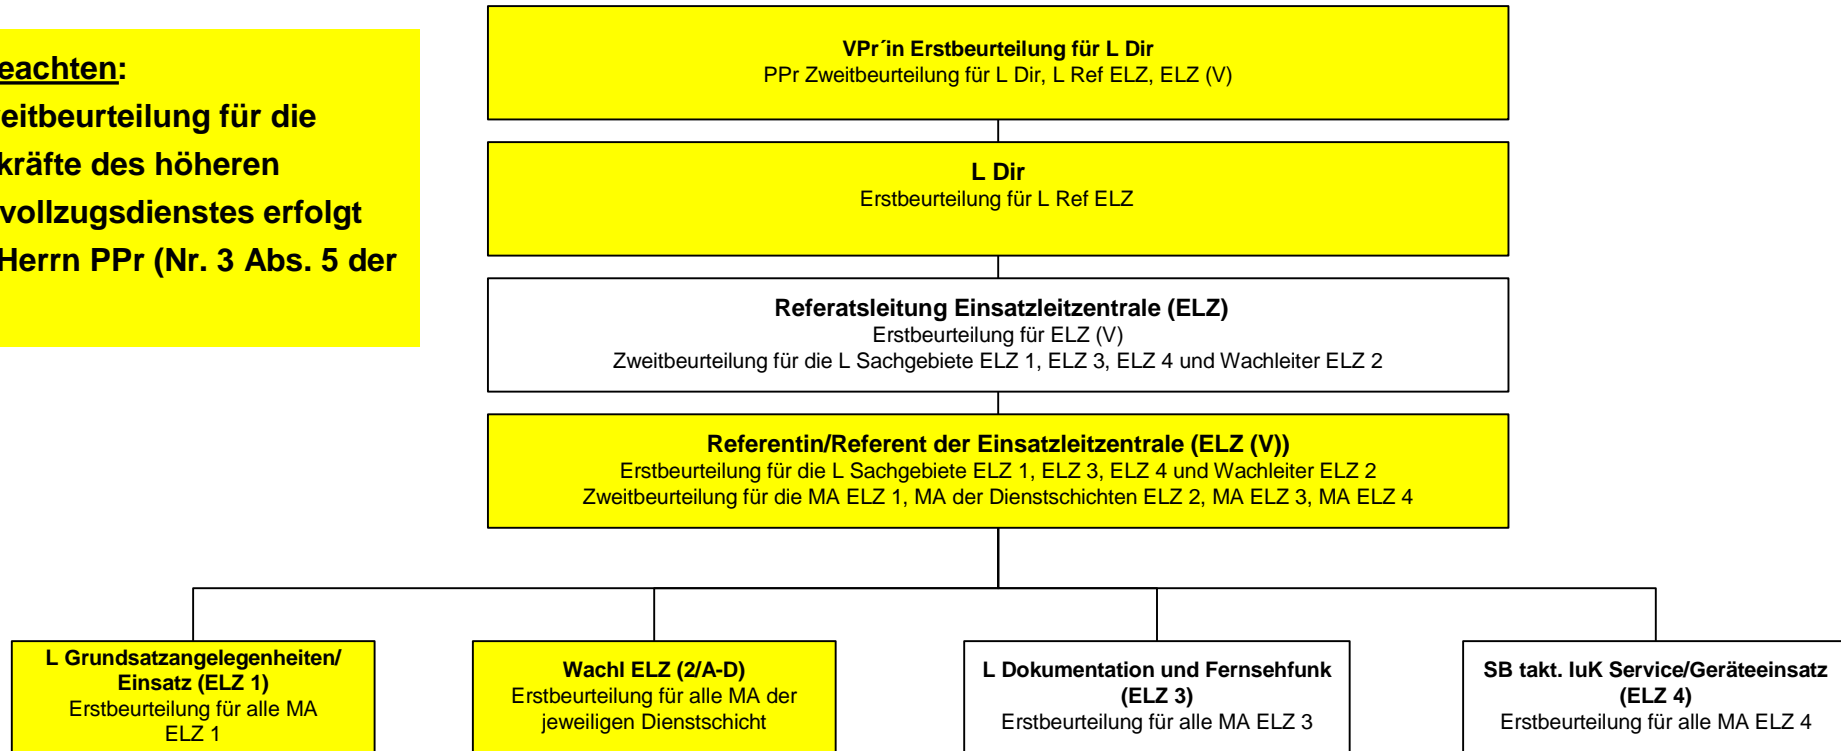 eachten:
eitbeurteilung für die
kräfte des höheren
vollzugsdienstes erfolgt
Herrn PPr (Nr. 3 Abs. 5 der
VPr´in Erstbeurteilung für L Dir
PPr Zweitbeurteilung für L Dir, L Ref ELZ, ELZ (V)
L Dir
Erstbeurteilung für L Ref ELZ
Referatsleitung Einsatzleitzentrale (ELZ)
Erstbeurteilung für ELZ (V)
Zweitbeurteilung für die L Sachgebiete ELZ 1, ELZ 3, ELZ 4 und Wachleiter ELZ 2
Referentin/Referent der Einsatzleitzentrale (ELZ (V))
Erstbeurteilung für die L Sachgebiete ELZ 1, ELZ 3, ELZ 4 und Wachleiter ELZ 2
Zweitbeurteilung für die MA ELZ 1, MA der Dienstschichten ELZ 2, MA ELZ 3, MA ELZ 4
L Grundsatzangelegenheiten/
Einsatz (ELZ 1)
Erstbeurteilung für alle MA
ELZ 1
Wachl ELZ (2/A-D)
Erstbeurteilung für alle MA der
jeweiligen Dienstschicht
L Dokumentation und Fernsehfunk
(ELZ 3)
Erstbeurteilung für alle MA ELZ 3
SB takt. IuK Service/Geräteeinsatz
(ELZ 4)
Erstbeurteilung für alle MA ELZ 4